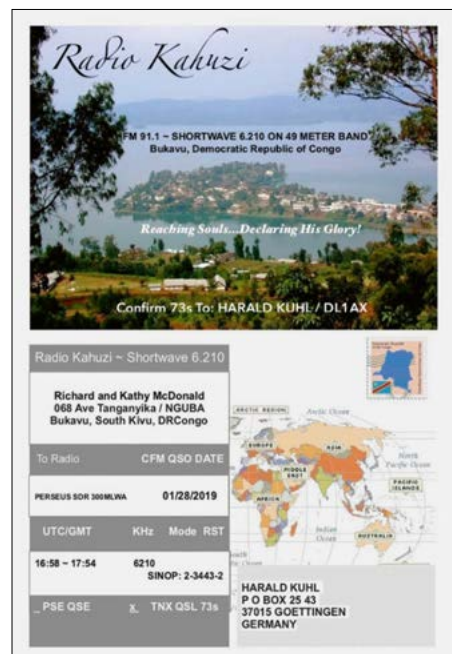 Radio Kahuzi
FM 91.1 ~ SHORTWAVE 6.210 ON 49 METER BAND
Bukavu, Democratic Republic of Congo
Reaching Souls...Declaring His Glory!
Confirm 73s To: HARALD KUHL / DL1AX
Radio Kahuzi ~ Shortwave 6.210
Richard and Kathy McDonald
068 Ave Tanganyika / NGUBA
Bukavu, South Kivu, DRCongo
To Radio CFM QSO DATE
PERSEUS SDR 300MLWA 01/28/2019
UTC/GMT KHz Mode RST
16:58 ~ 17:54 6210
SINOP: 2-3443-2
_ PSE QSE x TNX QSL 73s
ARCTIC REGION
Arctic Ocean
EUROPE
ASIA
North
Pacific Ocean
MIDDLE
EAST
PACIFIC
ISLANDS
AFRICA
Indian
Ocean
AUSTRALIA
HARALD KUHL
P O BOX 25 43
37015 GOETTINGEN
GERMANY